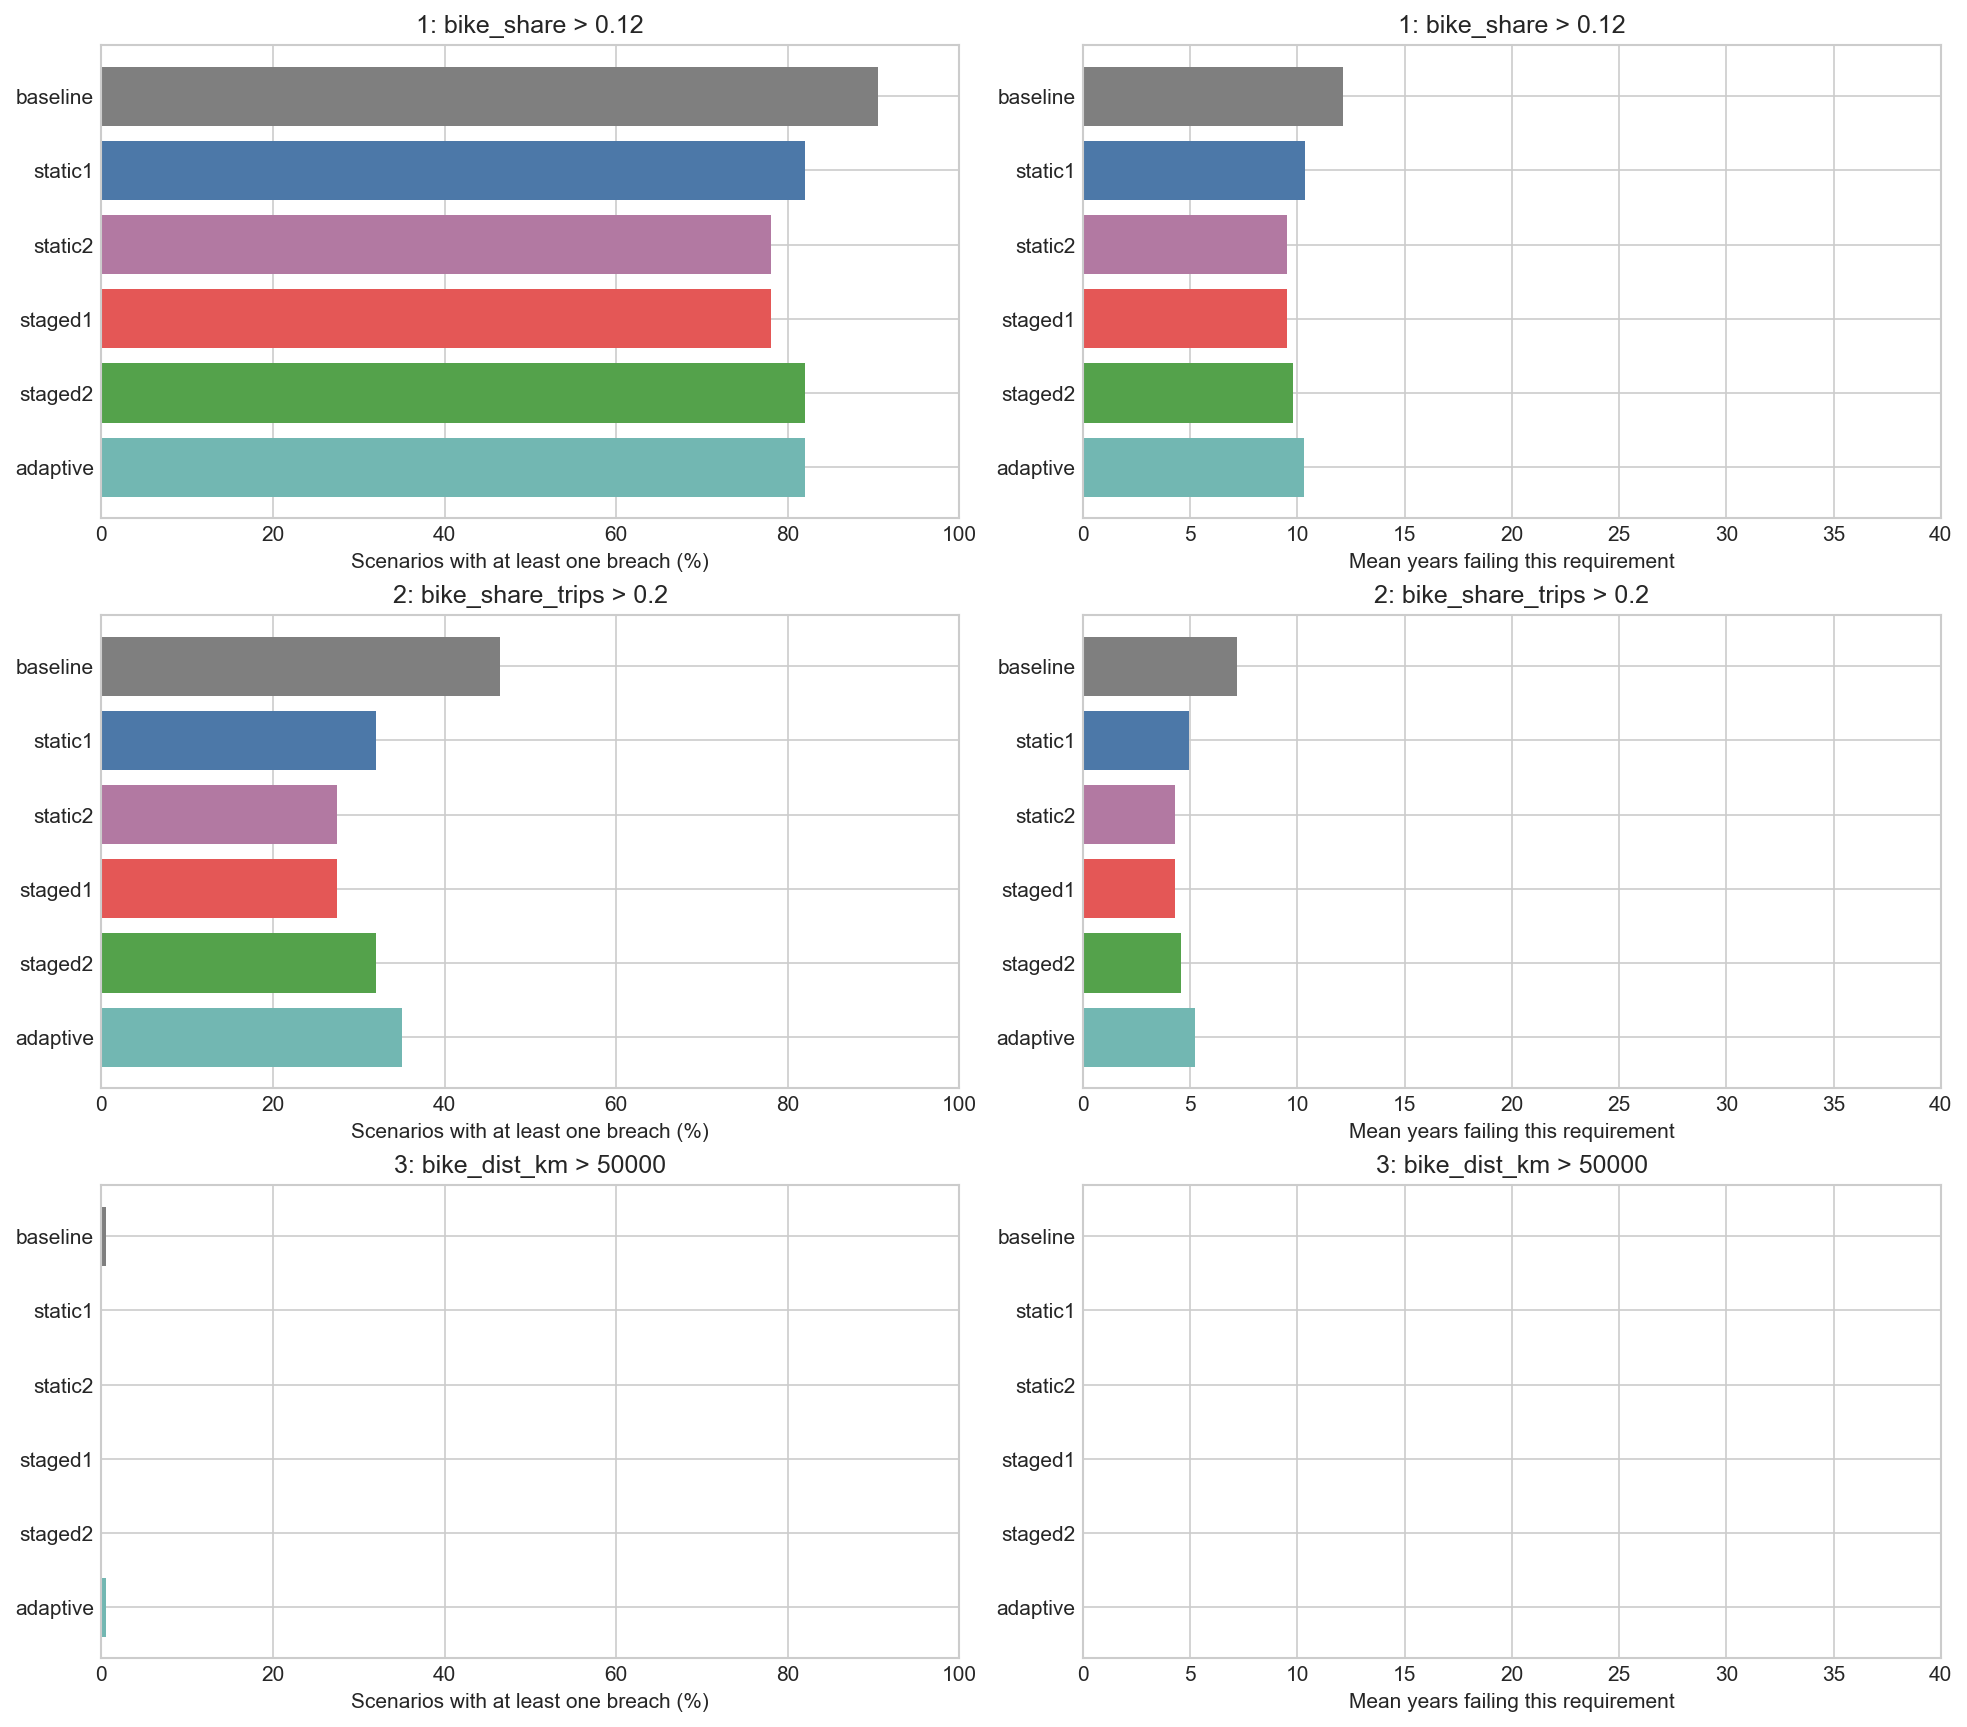 1: bike_share > 0.12
baseline
static1
static2
staged1
staged2
adaptive
0 20 40 60 80 100
Scenarios with at least one breach (%)
1: bike_share > 0.12
baseline
static1
static2
staged1
staged2
adaptive
0 5 10 15 20 25 30 35 40
Mean years failing this requirement
2: bike_share_trips > 0.2
baseline
static1
static2
staged1
staged2
adaptive
0 20 40 60 80 100
Scenarios with at least one breach (%)
2: bike_share_trips > 0.2
baseline
static1
static2
staged1
staged2
adaptive
0 5 10 15 20 25 30 35 40
Mean years failing this requirement
3: bike_dist_km > 50000
baseline
static1
static2
staged1
staged2
adaptive
0 20 40 60 80 100
Scenarios with at least one breach (%)
3: bike_dist_km > 50000
baseline
static1
static2
staged1
staged2
adaptive
0 5 10 15 20 25 30 35 40
Mean years failing this requirement